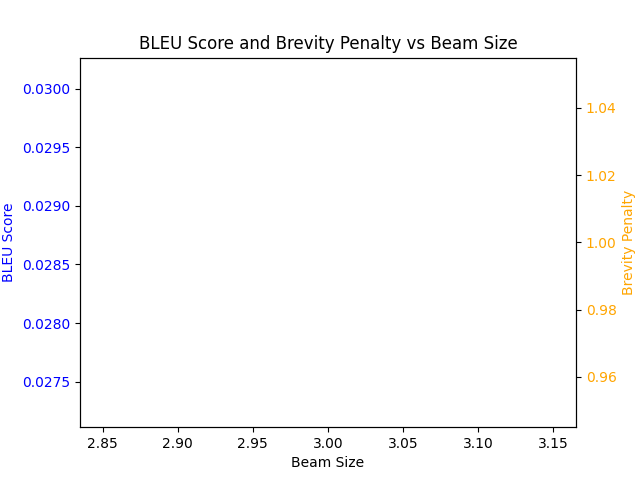 BLEU Score and Brevity Penalty vs Beam Size
0.0300
0.0295
0.0290
0.0285
0.0280
0.0275
BLEU Score
1.04
1.02
1.00
0.98
0.96
Brevity Penalty
2.85 2.90 2.95 3.00 3.05 3.10 3.15
Beam Size